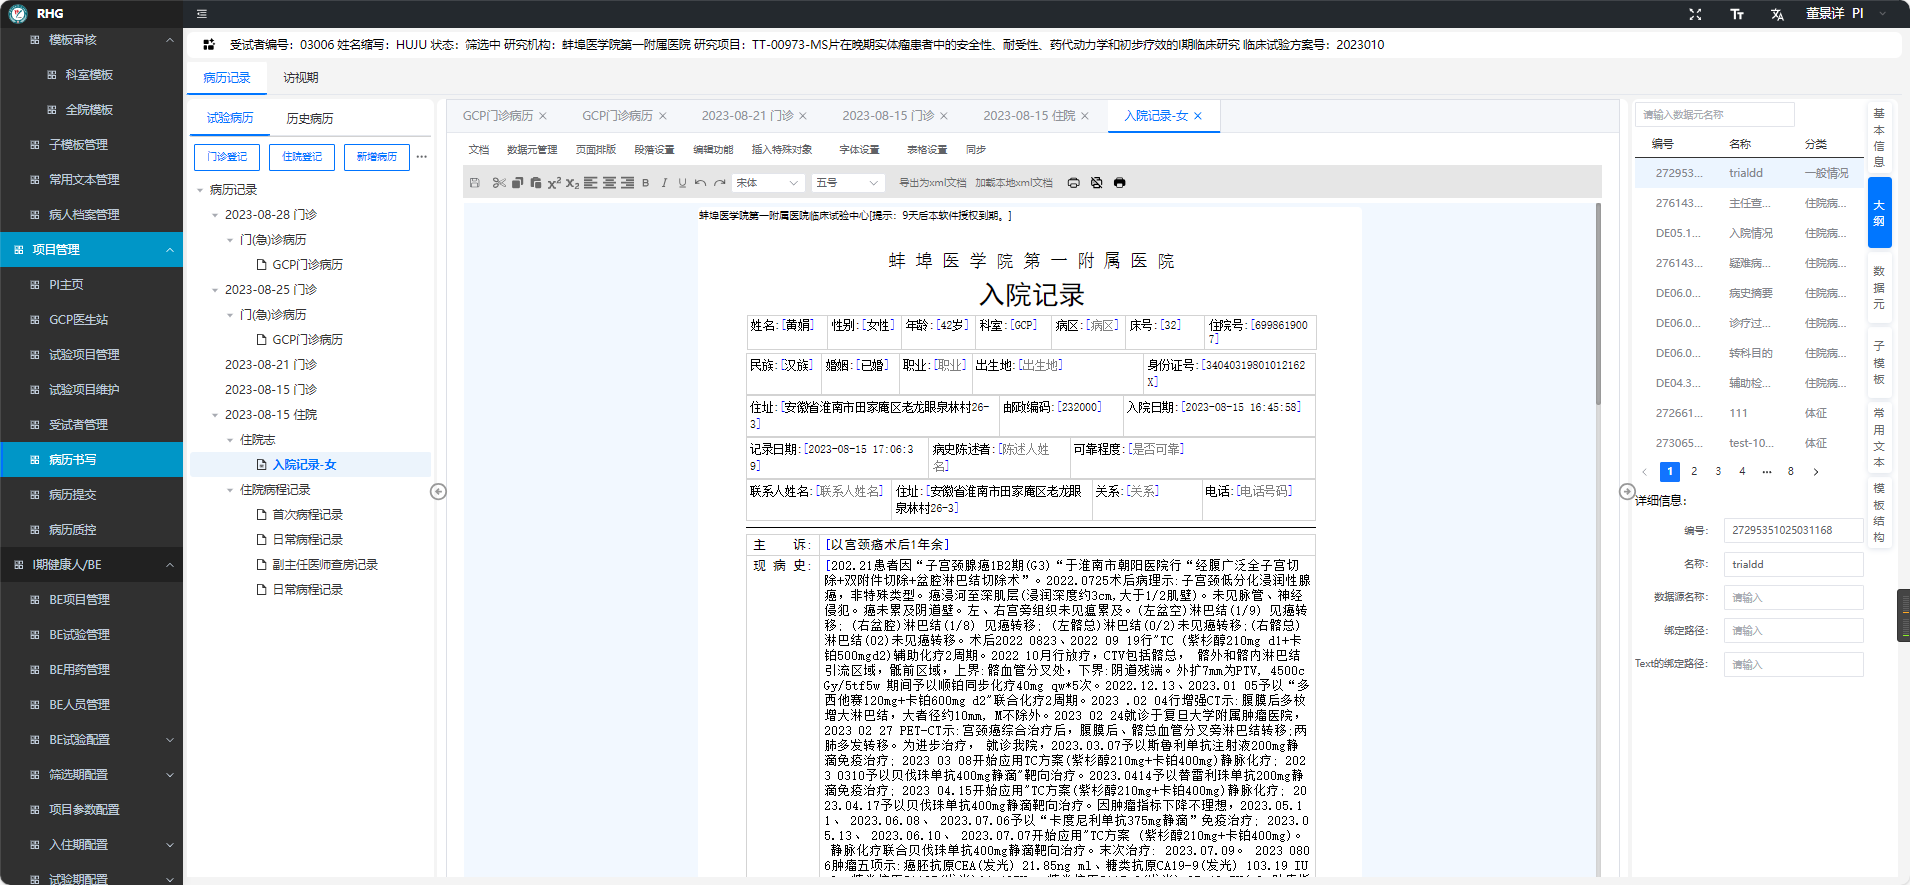 RHG
董景详 PI
模板审核
科室模板
全院模板
子模板管理
常用文本管理
病人档案管理
项目管理
PI主页
GCP医生站
试验项目管理
试验项目维护
受试者管理
病历书写
病历提交
病历质控
I期健康人/BE
BE项目管理
BE试验管理
BE用药管理
BE人员管理
BE试验配置
筛选期配置
项目参数配置
入住期配置
试验期配置
受试者编号：03006 姓名缩写：HUJU 状态：筛选中 研究机构：蚌埠医学院第一附属医院 研究项目：TT-00973-MS片在晚期实体瘤患者中的安全性、耐受性、药代动力学和初步疗效的I期临床研究 临床试验方案号：2023010
病历记录 访视期
试验病历 历史病历
门诊登记 住院登记 新增病历 ···
病历记录
2023-08-28 门诊
门(急)诊病历
GCP门诊病历
2023-08-25 门诊
门(急)诊病历
GCP门诊病历
2023-08-21 门诊
2023-08-15 门诊
2023-08-15 住院
住院志
入院记录-女
住院病程记录
首次病程记录
日常病程记录
副主任医师查房记录
日常病程记录
GCP门诊病历 × GCP门诊病历 × 2023-08-21 门诊 × 2023-08-15 门诊 × 2023-08-15 住院 × 入院记录-女 ×
文档 数据元管理 页面排版 段落设置 编辑功能 插入特殊对象 字体设置 表格设置 同步
宋体 五号 导出为xml文档 加载本地xml文档
蚌埠医学院第一附属医院临床试验中心[提示：9天后本软件授权到期。]
蚌埠医学院第一附属医院
入院记录
姓名:[黄娟] 性别:[女性] 年龄:[42岁] 科室:[GCP] 病区:[病区] 床号:[32] 住院号:[699861900
7]
民族:[汉族] 婚姻:[已婚] 职业:[职业] 出生地:[出生地] 身份证号:[34040319801012162
X]
住址:[安徽省淮南市田家庵区老龙眼泉林村26-
3] 邮政编码:[232000] 入院日期:[2023-08-15 16:45:58]
记录日期:[2023-08-15 17:06:3
9] 病史陈述者:[陈述人姓
名] 可靠程度:[是否可靠]
联系人姓名:[联系人姓名] 住址:[安徽省淮南市田家庵区老龙眼
泉林村26-3] 关系:[关系] 电话:[电话号码]
主 诉: [以宫颈癌术后1年余]
现 病 史: [202.21患者因“子宫颈腺癌1B2期(G3)“于淮南市朝阳医院行“经腹广泛全子宫切
除+双附件切除+盆腔淋巴结切除术”。2022.0725术后病理示:子宫颈低分化浸润性腺
癌，非特殊类型。癌浸河至深肌层(浸润深度约3cm,大于1/2肌壁)。未见脉管、神经
侵犯。癌未累及阴道壁。左、右宫旁组织未见瘟累及。(左盆空)淋巴结(1/9) 见癌转
移; (右盆腔)淋巴结(1/8) 见癌转移; (左髂总)淋巴结(0/2)未见癌转移;(右髂总)
淋巴结(02)未见癌转移。术后2022 0823、2022 09 19行"TC (紫杉醇210mg d1+卡
铂500mgd2)辅助化疗2周期。2022 10月行放疗，CTV包括髂总， 髂外和髂内淋巴结
引流区域，骶前区域，上界:髂血管分叉处，下界:阴道残端。外扩7mm为PTV, 4500c
Gy/5tf5w 期间予以顺铂同步化疗40mg qw*5次。2022.12.13、2023.01 05予以“多
西他赛120mg+卡铂600mg d2"联合化疗2周期。2023 .02 04行增强CT示:腹膜后多枚
增大淋巴结，大者径约10mm, M不除外。2023 02 24就诊于复旦大学附属肿瘤医院，
2023 02 27 PET-CT示:宫颈癌综合治疗后，腹膜后、髂总血管分叉旁淋巴结转移;两
肺多发转移。为进步治疗， 就诊我院，2023.03.07予以斯鲁利单抗注射液200mg静
滴免疫治疗; 2023 03 08开始应用TC方案(紫杉醇210mg+卡铂400mg)静脉化疗; 202
3 0310予以贝伐珠单抗400mg静滴"靶向治疗。2023.0414予以替雷利珠单抗200mg静
滴免疫治疗; 2023 04.15开始应用"TC方案(紫杉醇210mg+卡铂400mg)静脉化疗; 20
23.04.17予以贝伐珠单抗400mg静滴靶向治疗。因肿瘤指标下降不理想，2023.05.1
1、 2023.06.08、 2023.07.06予以“卡度尼利单抗375mg静滴”免疫治疗; 2023.0
5.13、 2023.06.10、 2023.07.07开始应用"TC方案 (紫杉醇210mg+卡铂400mg)。
静脉化疗联合贝伐珠单抗400mg静滴靶向治疗。末次治疗: 2023.07.09。 2023 080
6肿瘤五项示:癌胚抗原CEA(发光) 21.85ng ml、糖类抗原CA19-9(发光) 103.19 IU
请输入数据元名称
编号 名称 分类
272953... trialdd 一般情况
276143... 主任查... 住院病...
DE05.1... 入院情况 住院病...
276143... 疑难病... 住院病...
DE06.0... 病史摘要 住院病...
DE06.0... 诊疗过... 住院病...
DE06.0... 转科目的 住院病...
DE04.3... 辅助检... 住院病...
272661... 111 体征
273065... test-10... 体征
< 1 2 3 4 ··· 8 >
详细信息:
编号: 27295351025031168
名称: trialdd
数据源名称: 请输入
绑定路径: 请输入
Text的绑定路径: 请输入
基本信息
大纲
数据元
子模板
常用文本
模板结构